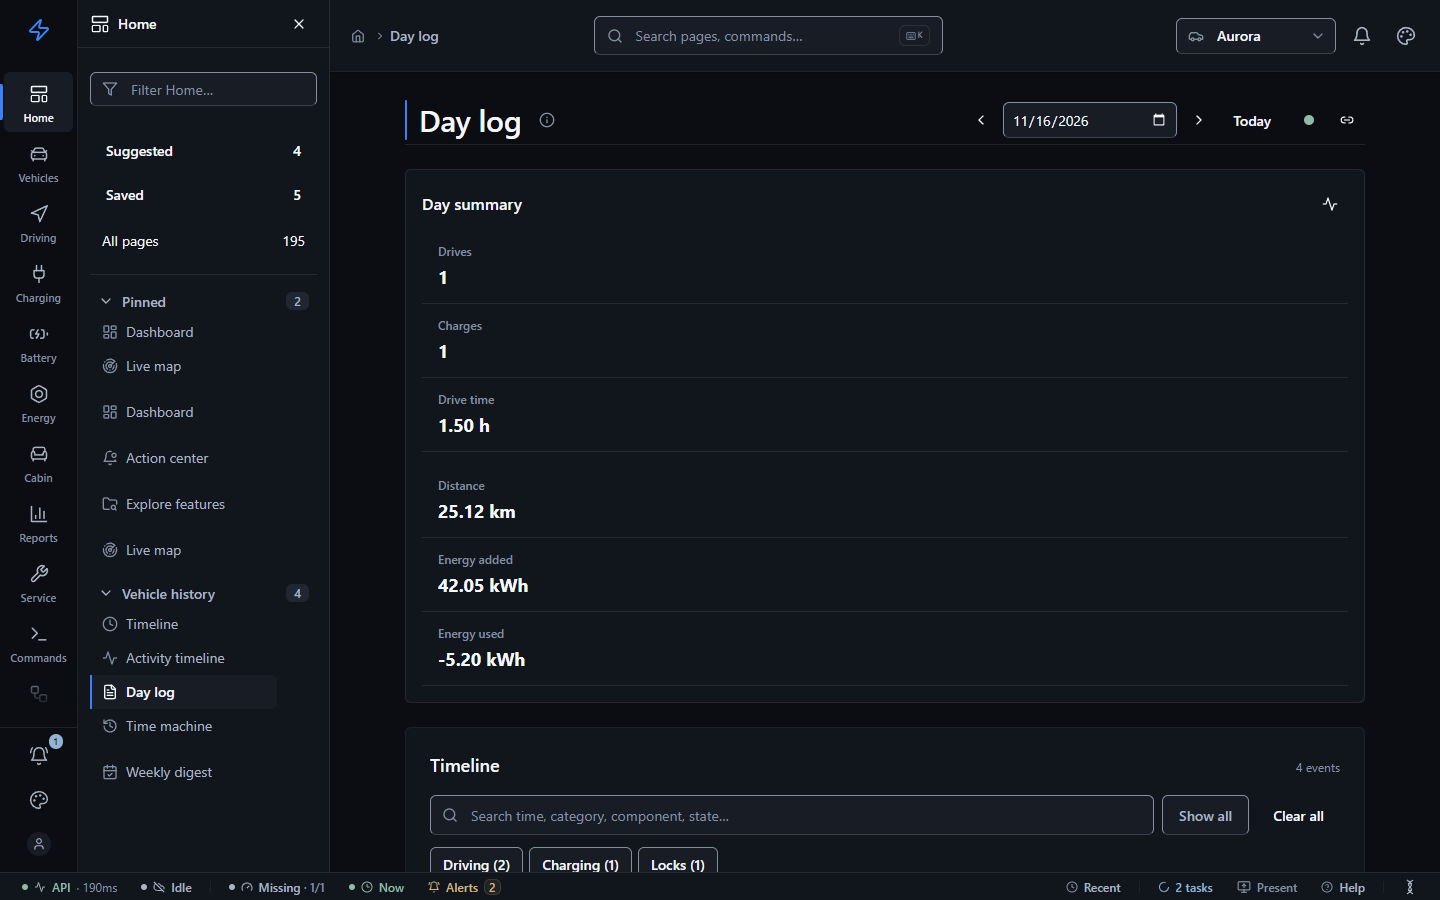 Home
Vehicles
Driving
Charging
Battery
Energy
Cabin
Reports
Service
Commands
1
Home
Filter Home...
Suggested 4
Saved 5
All pages 195
Pinned 2
Dashboard
Live map
Dashboard
Action center
Explore features
Live map
Vehicle history 4
Timeline
Activity timeline
Day log
Time machine
Weekly digest
Day log
Search pages, commands... K
Aurora
Day log
11/16/2026
Today
Day summary
Drives
1
Charges
1
Drive time
1.50 h
Distance
25.12 km
Energy added
42.05 kWh
Energy used
-5.20 kWh
Timeline
4 events
Search time, category, component, state...
Show all
Clear all
Driving (2) Charging (1) Locks (1)
API · 190ms Idle Missing · 1/1 Now Alerts 2 Recent 2 tasks Present Help